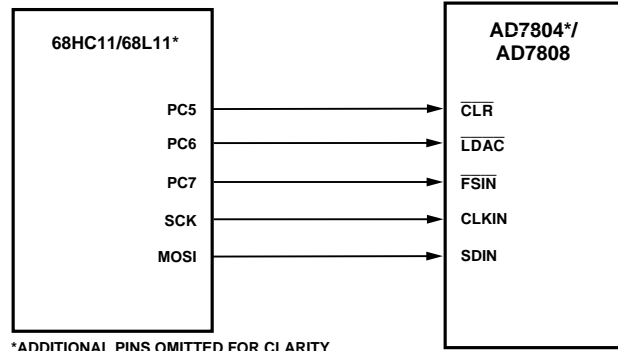 68HC11/68L11*
AD7804*/
AD7808
PC5
CLR
PC6
LDAC
PC7
FSIN
SCK
CLKIN
MOSI
SDIN
*ADDITIONAL PINS OMITTED FOR CLARITY